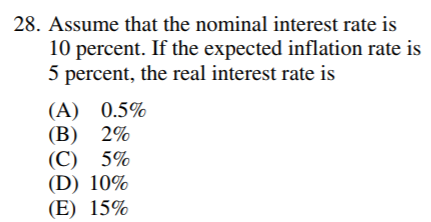 28. Assume that the nominal interest rate is
10 percent. If the expected inflation rate is
5 percent, the real interest rate is
(A) 0.5%
(B) 2%
(C) 5%
(D) 10%
(E) 15%